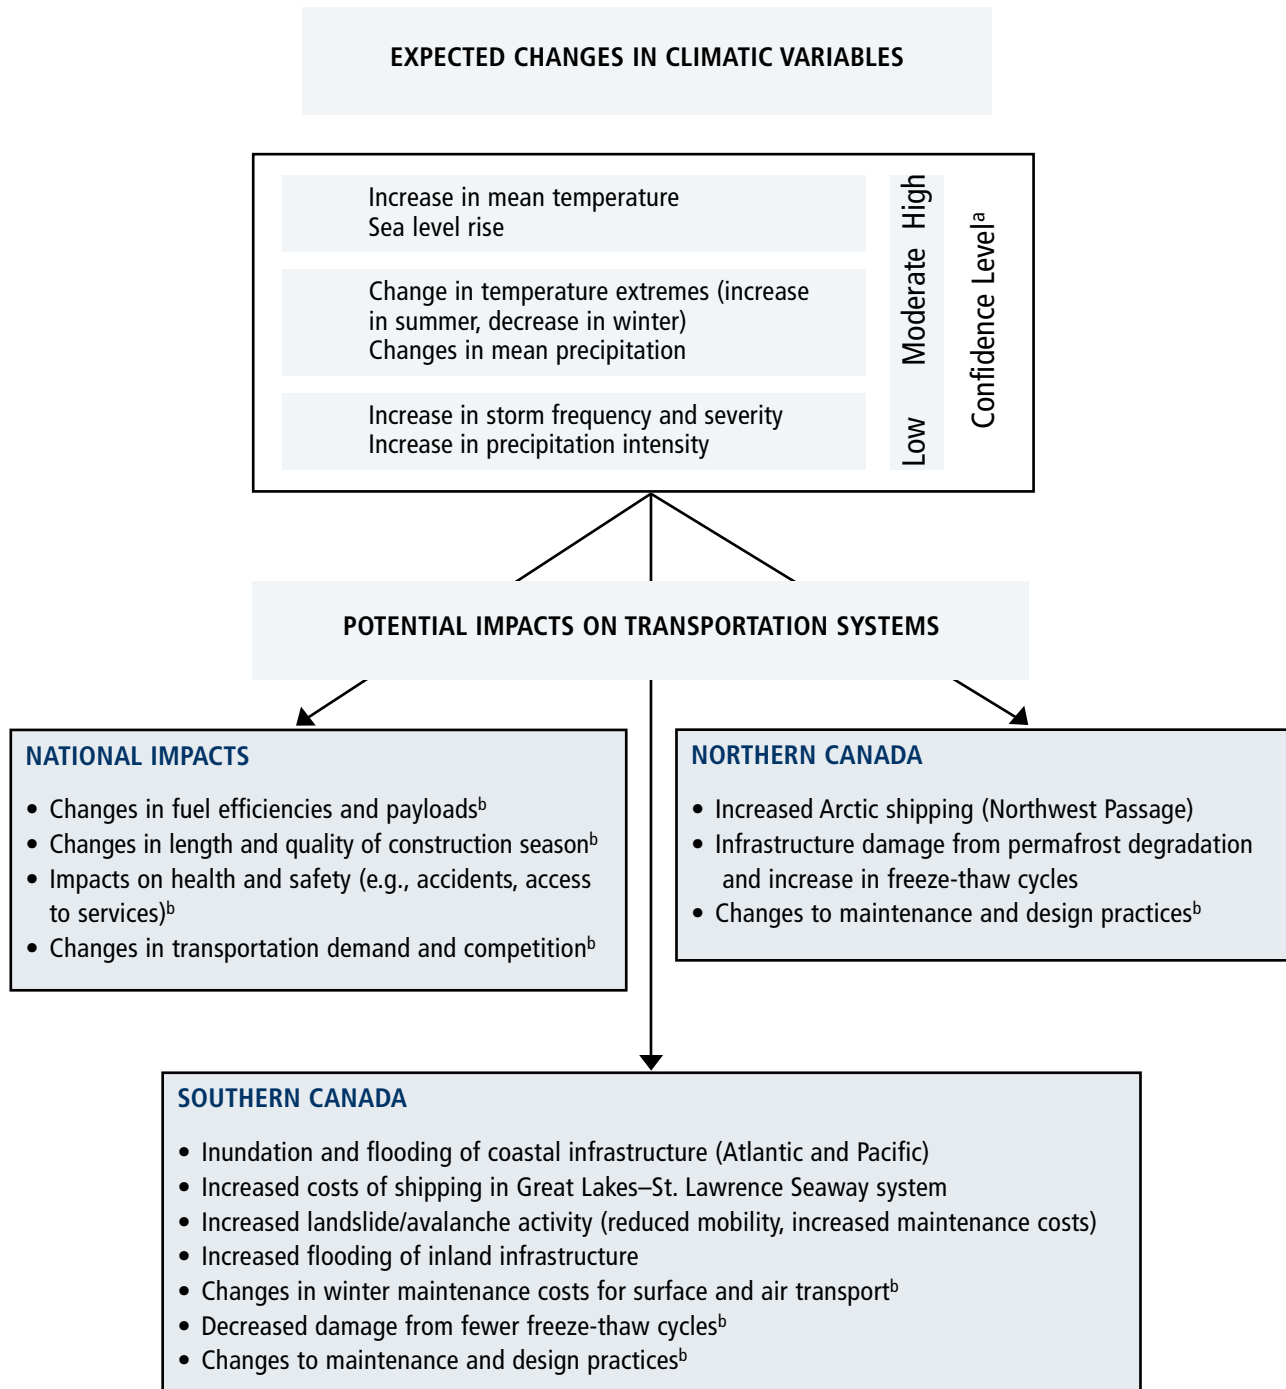 EXPECTED CHANGES IN CLIMATIC VARIABLES
Increase in mean temperature
Sea level rise
Change in temperature extremes (increase
in summer, decrease in winter)
Changes in mean precipitation
Increase in storm frequency and severity
Increase in precipitation intensity
High
Moderate
Low
Confidence Levelᵃ
POTENTIAL IMPACTS ON TRANSPORTATION SYSTEMS
NATIONAL IMPACTS
• Changes in fuel efficiencies and payloadsᵇ
• Changes in length and quality of construction seasonᵇ
• Impacts on health and safety (e.g., accidents, access
to services)ᵇ
• Changes in transportation demand and competitionᵇ
NORTHERN CANADA
• Increased Arctic shipping (Northwest Passage)
• Infrastructure damage from permafrost degradation
and increase in freeze-thaw cycles
• Changes to maintenance and design practicesᵇ
SOUTHERN CANADA
• Inundation and flooding of coastal infrastructure (Atlantic and Pacific)
• Increased costs of shipping in Great Lakes–St. Lawrence Seaway system
• Increased landslide/avalanche activity (reduced mobility, increased maintenance costs)
• Increased flooding of inland infrastructure
• Changes in winter maintenance costs for surface and air transportᵇ
• Decreased damage from fewer freeze-thaw cyclesᵇ
• Changes to maintenance and design practicesᵇ